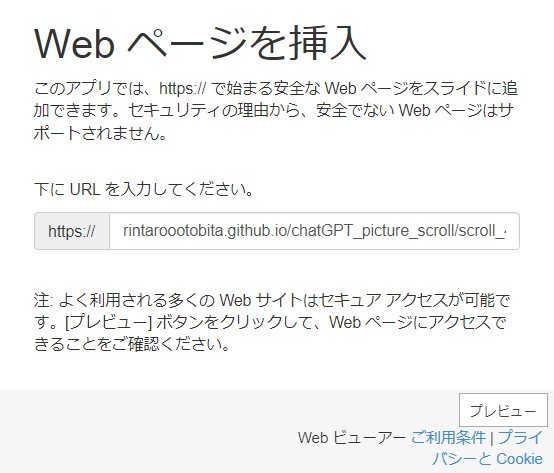 Web ページを挿入
このアプリでは、https:// で始まる安全な Web ページをスライドに追
加できます。セキュリティの理由から、安全でない Web ページはサ
ポートされません。
下に URL を入力してください。
https:// rintaroootobita.github.io/chatGPT_picture_scroll/scroll_
注: よく利用される多くの Web サイトはセキュア アクセスが可能で
す。[プレビュー] ボタンをクリックして、Web ページにアクセスで
きることをご確認ください。
プレビュー
Web ビューアー ご利用条件 | プライ
バシーと Cookie